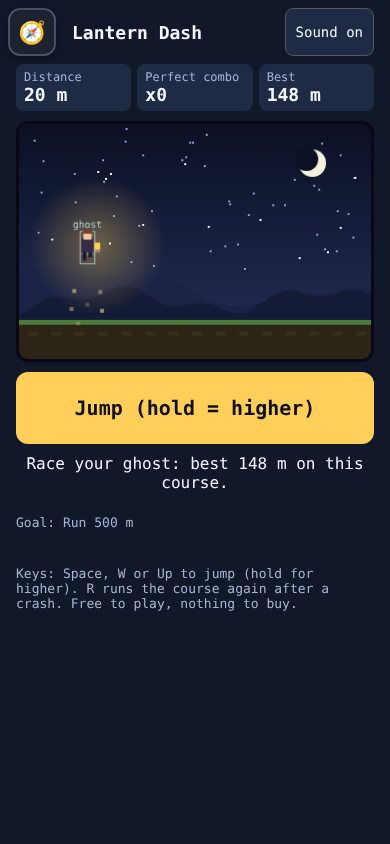 Lantern Dash
Sound on
Distance
20 m
Perfect combo
x0
Best
148 m
ghost
Jump (hold = higher)
Race your ghost: best 148 m on this
course.
Goal: Run 500 m
Keys: Space, W or Up to jump (hold for
higher). R runs the course again after a
crash. Free to play, nothing to buy.